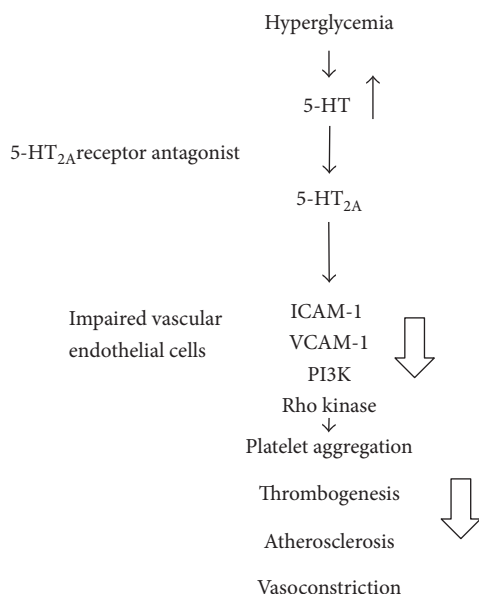 Hyperglycemia
5-HT
5-HT2A receptor antagonist
5-HT2A
Impaired vascular
endothelial cells
ICAM-1
VCAM-1
PI3K
Rho kinase
Platelet aggregation
Thrombogenesis
Atherosclerosis
Vasoconstriction